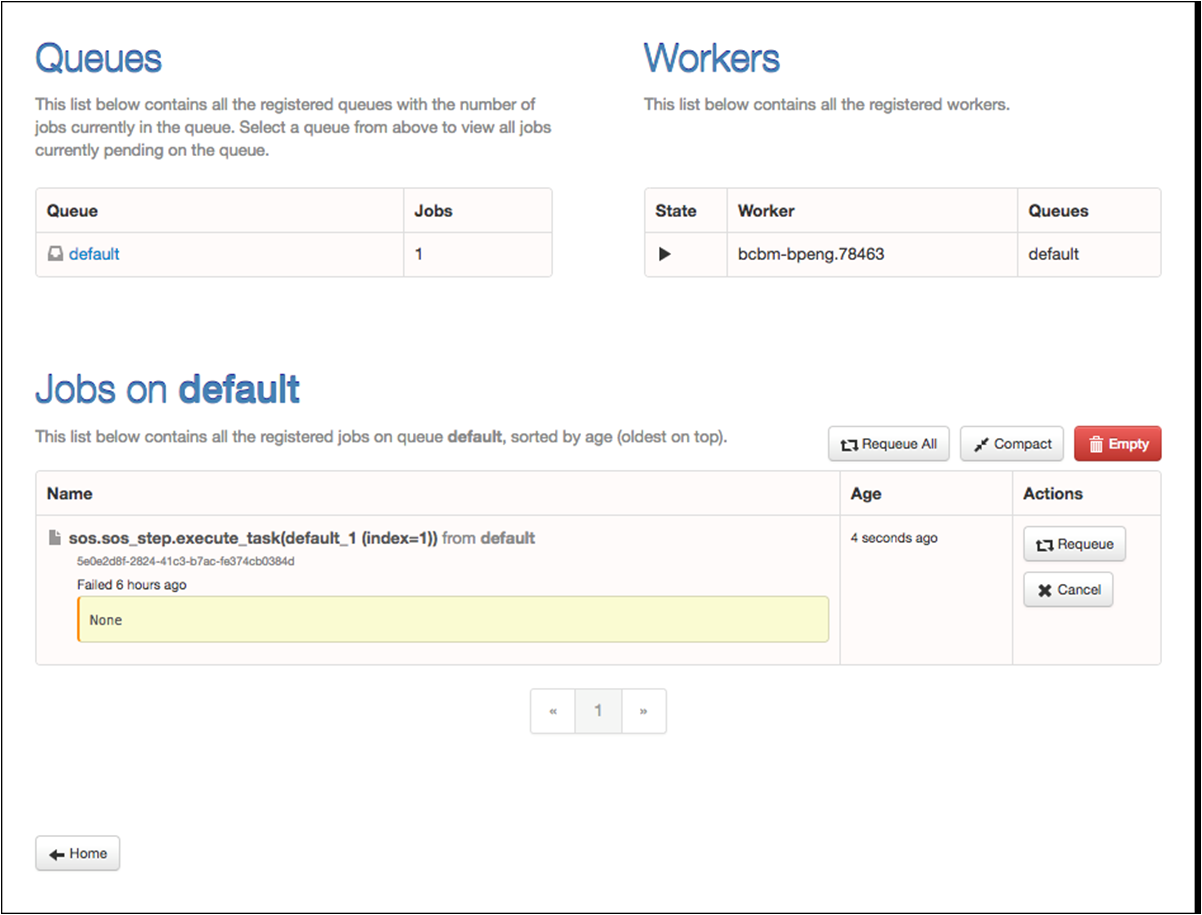 Queues
This list below contains all the registered queues with the number of
jobs currently in the queue. Select a queue from above to view all jobs
currently pending on the queue.
Queue Jobs
default 1
Workers
This list below contains all the registered workers.
State Worker Queues
bcbm-bpeng.78463 default
Jobs on default
This list below contains all the registered jobs on queue default, sorted by age (oldest on top).
Requeue All Compact Empty
Name Age Actions
sos.sos_step.execute_task(default_1 (index=1)) from default 4 seconds ago Requeue
5e0e2d8f-2824-41c3-b7ac-fe374cb0384d
Failed 6 hours ago Cancel
None
« 1 »
Home